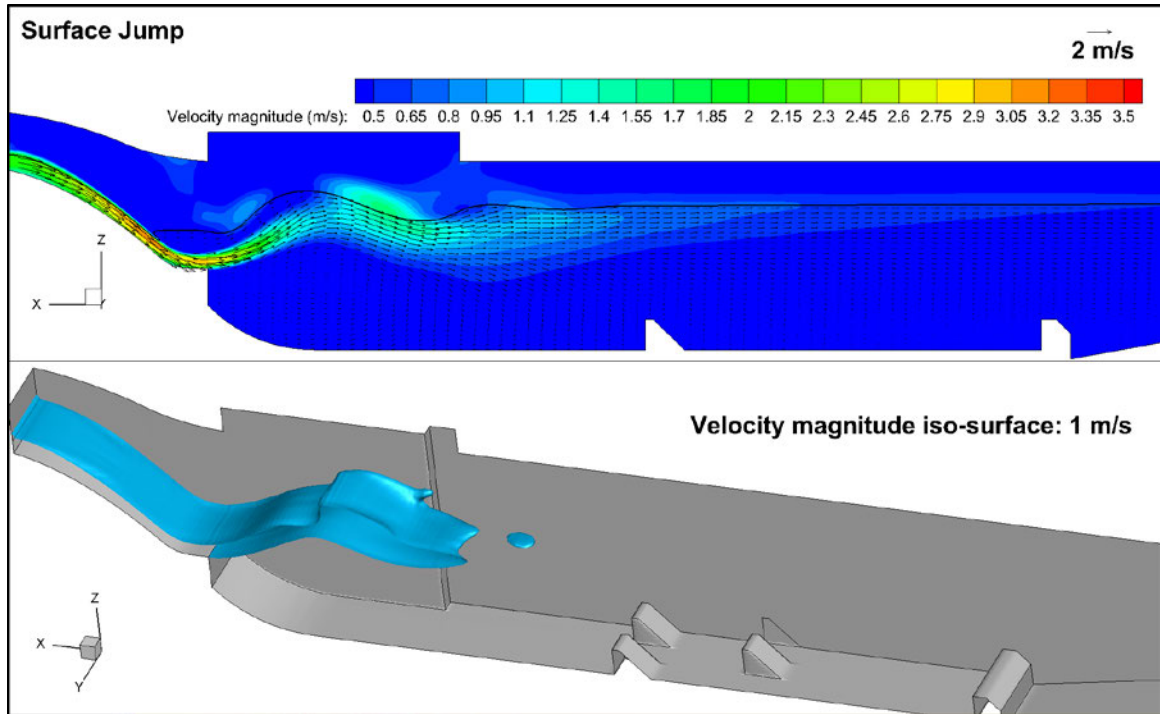 Surface Jump
2 m/s
Velocity magnitude (m/s): 0.5 0.65 0.8 0.95 1.1 1.25 1.4 1.55 1.7 1.85 2 2.15 2.3 2.45 2.6 2.75 2.9 3.05 3.2 3.35 3.5
Z
X Y
Velocity magnitude iso-surface: 1 m/s
Z
X
Y